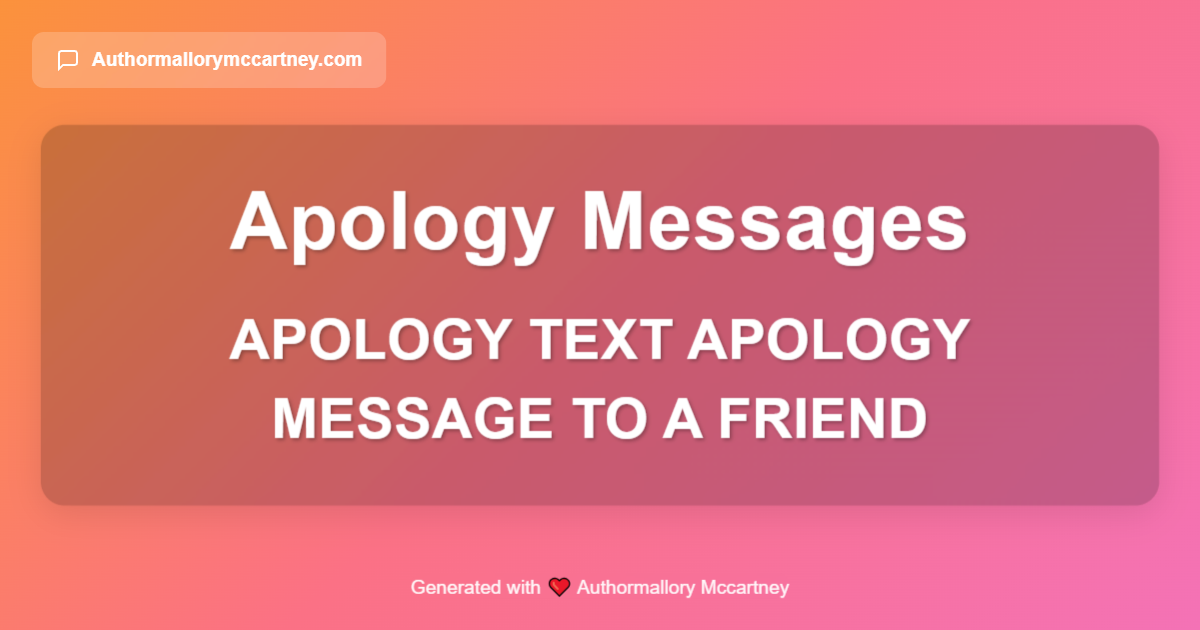 Authormallorymccartney.com
Apology Messages
APOLOGY TEXT APOLOGY
MESSAGE TO A FRIEND
Generated with ❤️ Authormallory Mccartney